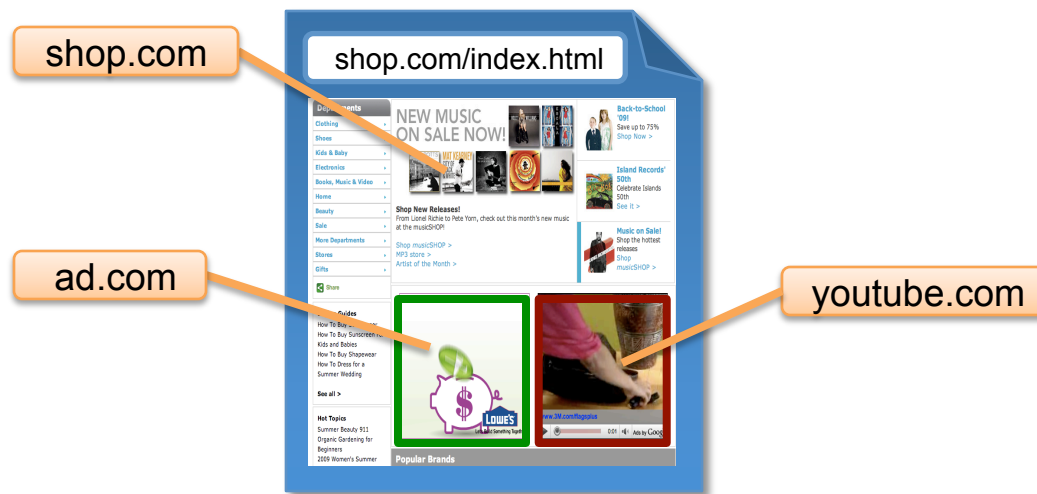 shop.com
shop.com/index.html
ad.com
youtube.com
Departments
Clothing
Shoes
Kids & Baby
Electronics
Books, Music & Video
Home
Beauty
Sale
More Departments
Stores
Gifts
Share
Guides
How To Buy
How To Buy Sunscreen
Kids and Babies
How To Buy Shapewear
How To Dress for a
Summer Wedding
See all >
Hot Topics
Summer Beauty 911
Organic Gardening for
Beginners
2009 Women's Summer
NEW MUSIC
ON SALE NOW!
MAT KEARNEY
Shop New Releases!
From Lionel Richie to Pete Yorn, check out this month's new music
at the musicSHOP!
Shop musicSHOP >
MP3 store >
Artist of the Month >
Back-to-School
'09!
Save up to 75%
Shop Now >
Island Records'
50th
Celebrate Islands
50th
See It >
Music on Sale!
Shop the hottest
releases
Shop
musicSHOP >
$
LOWE'S
Build Something
www.3M.com/flagsplus
0:01
Ads by Goog
Popular Brands